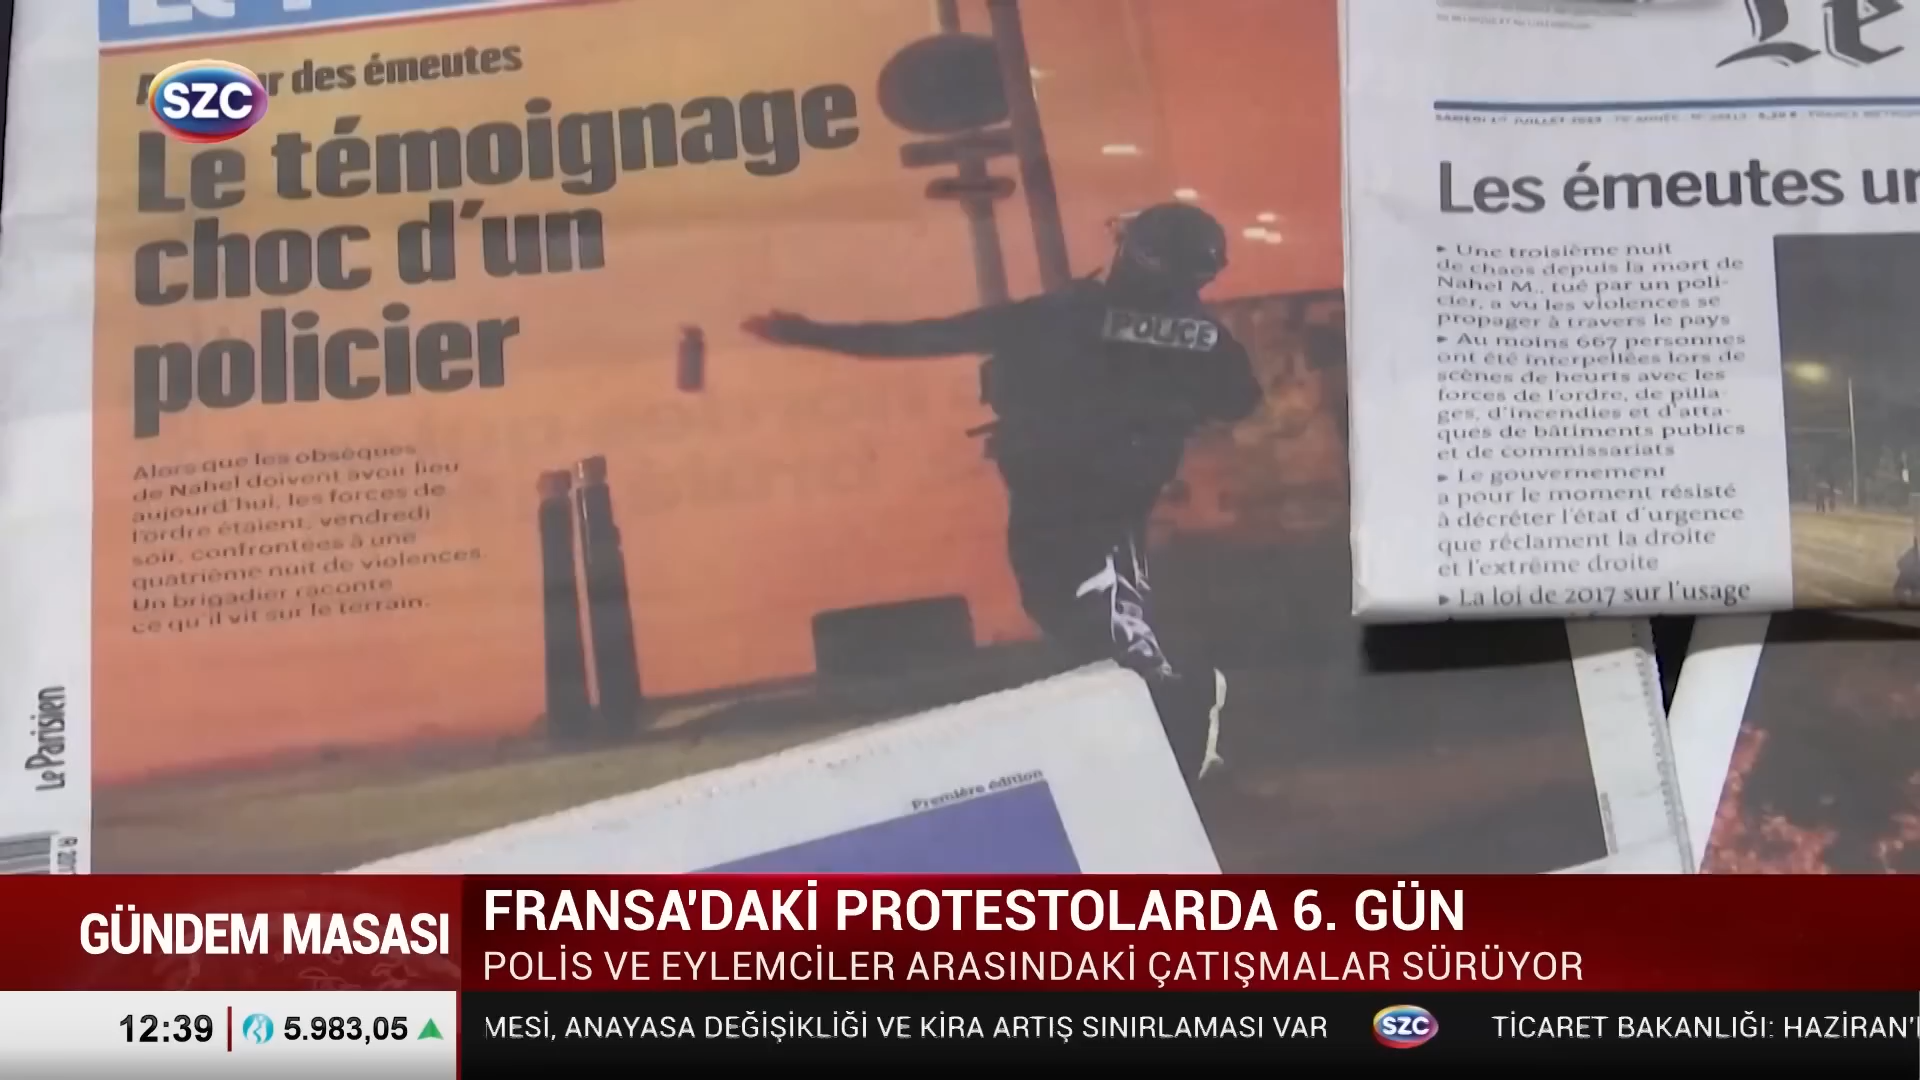 des émeutes
SZC
Le témoignage
choc d'un
policier
Alors que les obsèques
de Nahel doivent avoir lieu
aujourd'hui, les forces de
l'ordre étaient, vendredi
soir, confrontées à une
quatrième nuit de violences.
Un brigadier raconte
ce qu'il vit sur le terrain.
POLICE
Le Parisien
Première édition
Le
SAMEDI 1er JUILLET 2023
Les émeutes
▸ Une troisième nuit
de chaos depuis la mort de
Nahel M., tué par un poli-
cier, a vu les violences se
propager à travers le pays
▸ Au moins 667 personnes
ont été interpellées lors de
scènes de heurts avec les
forces de l'ordre, de pilla-
ges, d'incendies et d'atta-
ques de bâtiments publics
et de commissariats
▸ Le gouvernement
a pour le moment résisté
à décréter l'état d'urgence
que réclament la droite
et l'extrême droite
▸ La loi de 2017 sur l'usage
GÜNDEM MASASI
FRANSA'DAKİ PROTESTOLARDA 6. GÜN
POLİS VE EYLEMCİLER ARASINDAKİ ÇATIŞMALAR SÜRÜYOR
12:39 5.983,05
MESİ, ANAYASA DEĞİŞİKLİĞİ VE KİRA ARTIŞ SINIRLAMASI VAR SZC TİCARET BAKANLIĞI: HAZİRAN'I